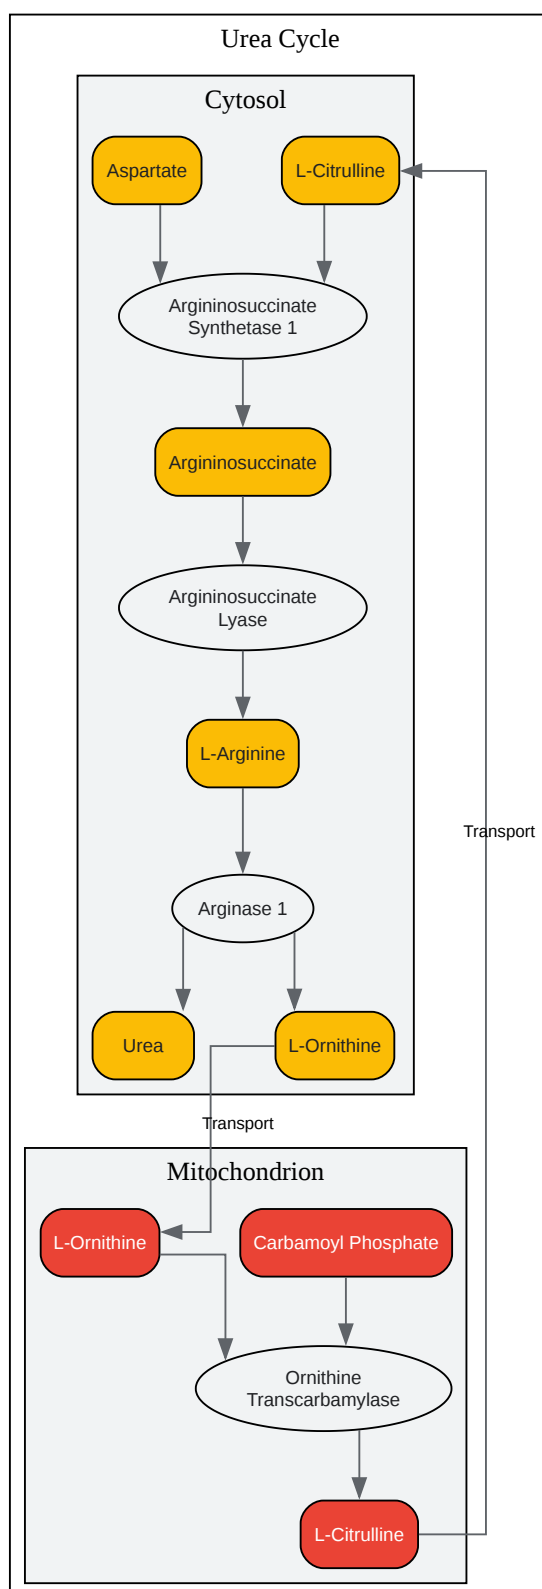 Urea Cycle
Cytosol
Aspartate
L-Citrulline
Argininosuccinate
Synthetase 1
Argininosuccinate
Argininosuccinate
Lyase
L-Arginine
Transport
Arginase 1
Urea
L-Ornithine
Transport
Mitochondrion
L-Ornithine
Carbamoyl Phosphate
Ornithine
Transcarbamylase
L-Citrulline